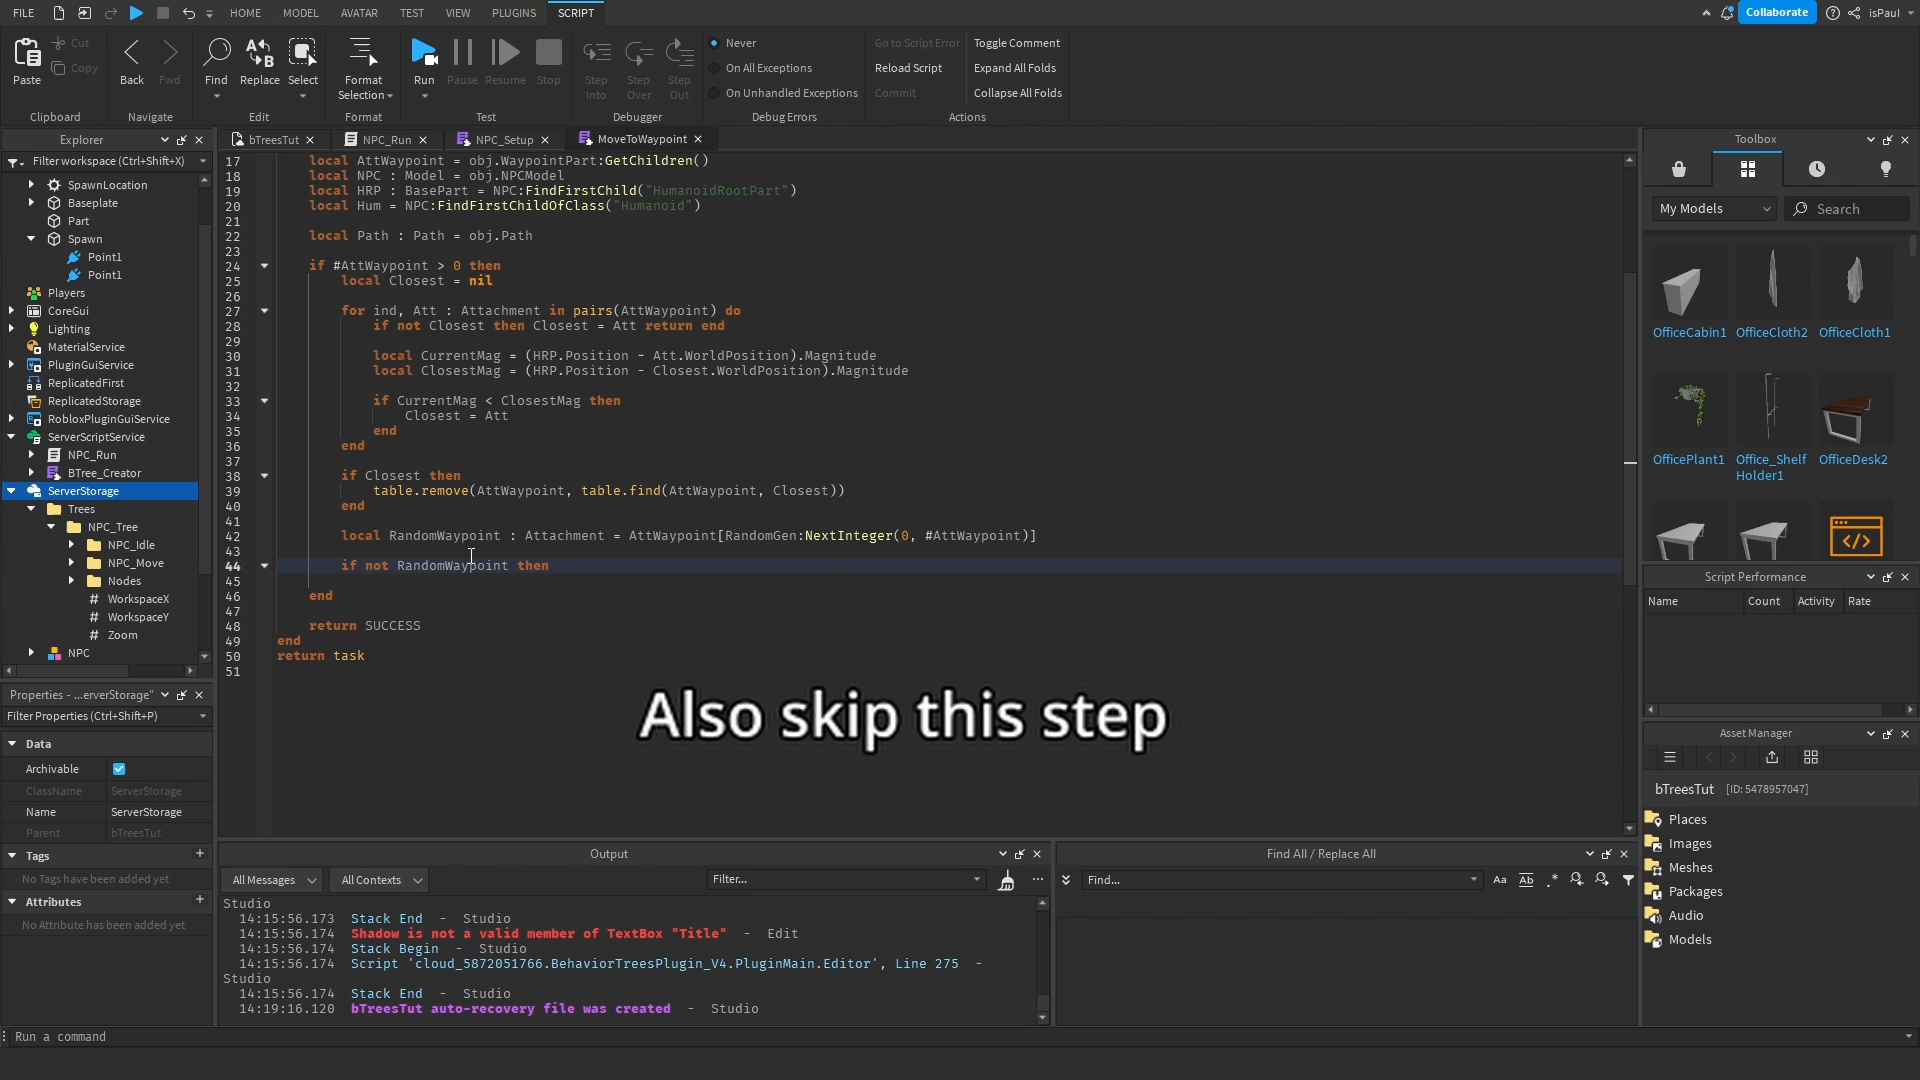 FILE HOME MODEL AVATAR TEST VIEW PLUGINS SCRIPT Collaborate isPaul
Paste Cut Copy Back Fwd Find Replace Select Format Selection Run Pause Resume Stop Step Into Step Over Step Out
Never Go to Script Error Toggle Comment
On All Exceptions Reload Script Expand All Folds
On Unhandled Exceptions Commit Collapse All Folds
Clipboard Navigate Edit Format Test Debugger Debug Errors Actions
Explorer
Filter workspace (Ctrl+Shift+X)
SpawnLocation
Baseplate
Part
Spawn
Point1
Point1
Players
CoreGui
Lighting
MaterialService
PluginGuiService
ReplicatedFirst
ReplicatedStorage
RobloxPluginGuiService
ServerScriptService
NPC_Run
BTree_Creator
ServerStorage
Trees
NPC_Tree
NPC_Idle
NPC_Move
Nodes
WorkspaceX
WorkspaceY
Zoom
NPC
Properties - ...erverStorage"
Filter Properties (Ctrl+Shift+P)
Data
Archivable
ClassName ServerStorage
Name ServerStorage
Parent bTreesTut
Tags
No Tags have been added yet
Attributes
No Attribute has been added yet
bTreesTut NPC_Run NPC_Setup MoveToWaypoint
17 local AttWaypoint = obj.WaypointPart:GetChildren()
18 local NPC : Model = obj.NPCModel
19 local HRP : BasePart = NPC:FindFirstChild("HumanoidRootPart")
20 local Hum = NPC:FindFirstChildOfClass("Humanoid")
21
22 local Path : Path = obj.Path
23
24 if #AttWaypoint > 0 then
25 local Closest = nil
26
27 for ind, Att : Attachment in pairs(AttWaypoint) do
28 if not Closest then Closest = Att return end
29
30 local CurrentMag = (HRP.Position - Att.WorldPosition).Magnitude
31 local ClosestMag = (HRP.Position - Closest.WorldPosition).Magnitude
32
33 if CurrentMag < ClosestMag then
34 Closest = Att
35 end
36 end
37
38 if Closest then
39 table.remove(AttWaypoint, table.find(AttWaypoint, Closest))
40 end
41
42 local RandomWaypoint : Attachment = AttWaypoint[RandomGen:NextInteger(0, #AttWaypoint)]
43
44 if not RandomWaypoint then
45
46 end
47
48 return SUCCESS
49 end
50 return task
51
Also skip this step
Output
All Messages All Contexts Filter...
Studio
14:15:56.173 Stack End - Studio
14:15:56.174 Shadow is not a valid member of TextBox "Title" - Edit
14:15:56.174 Stack Begin - Studio
14:15:56.174 Script 'cloud_5872051766.BehaviorTreesPlugin_V4.PluginMain.Editor', Line 275 -
Studio
14:15:56.174 Stack End - Studio
14:19:16.120 bTreesTut auto-recovery file was created - Studio
Find All / Replace All
Find... Aa Ab .*
Toolbox
My Models Search
OfficeCabin1 OfficeCloth2 OfficeCloth1
OfficePlant1 Office_Shelf Holder1 OfficeDesk2
Script Performance
Name Count Activity Rate
Asset Manager
bTreesTut [ID: 5478957047]
Places
Images
Meshes
Packages
Audio
Models
Run a command